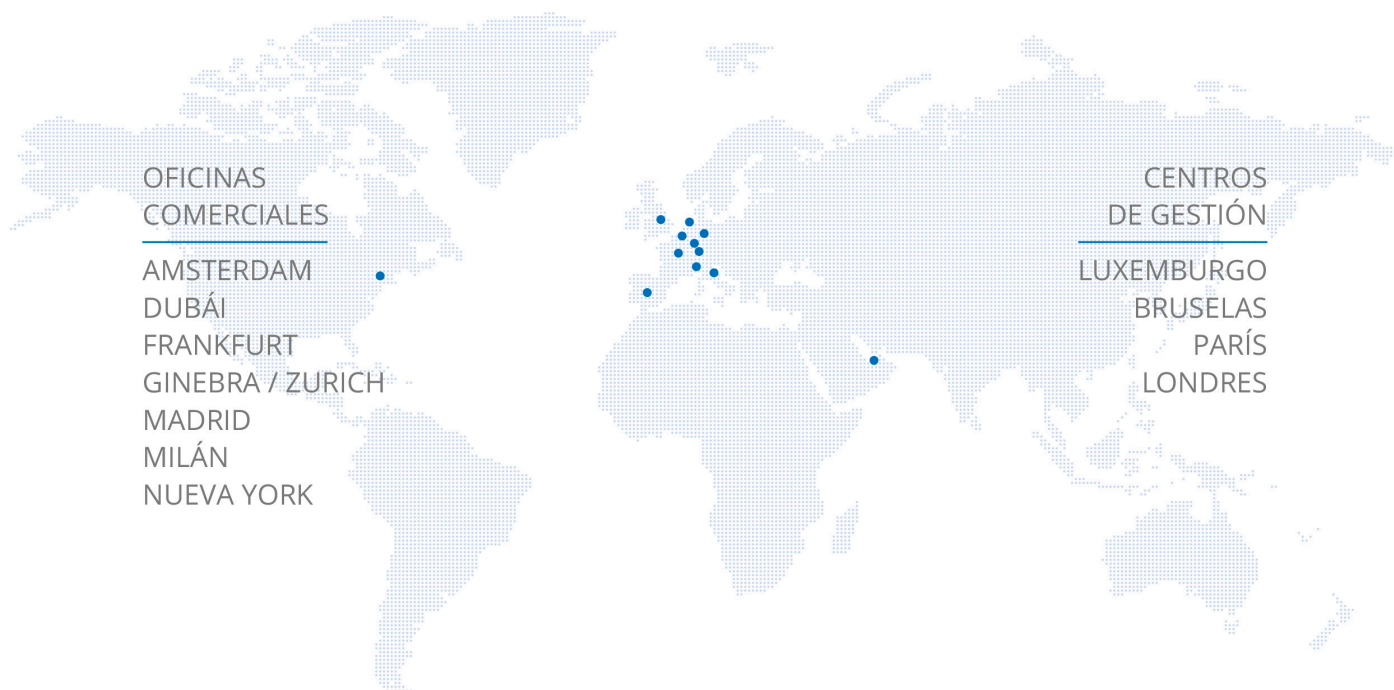 OFICINAS
COMERCIALES
AMSTERDAM
DUBÁI
FRANKFURT
GINEBRA / ZURICH
MADRID
MILÁN
NUEVA YORK
CENTROS
DE GESTIÓN
LUXEMBURGO
BRUSELAS
PARÍS
LONDRES